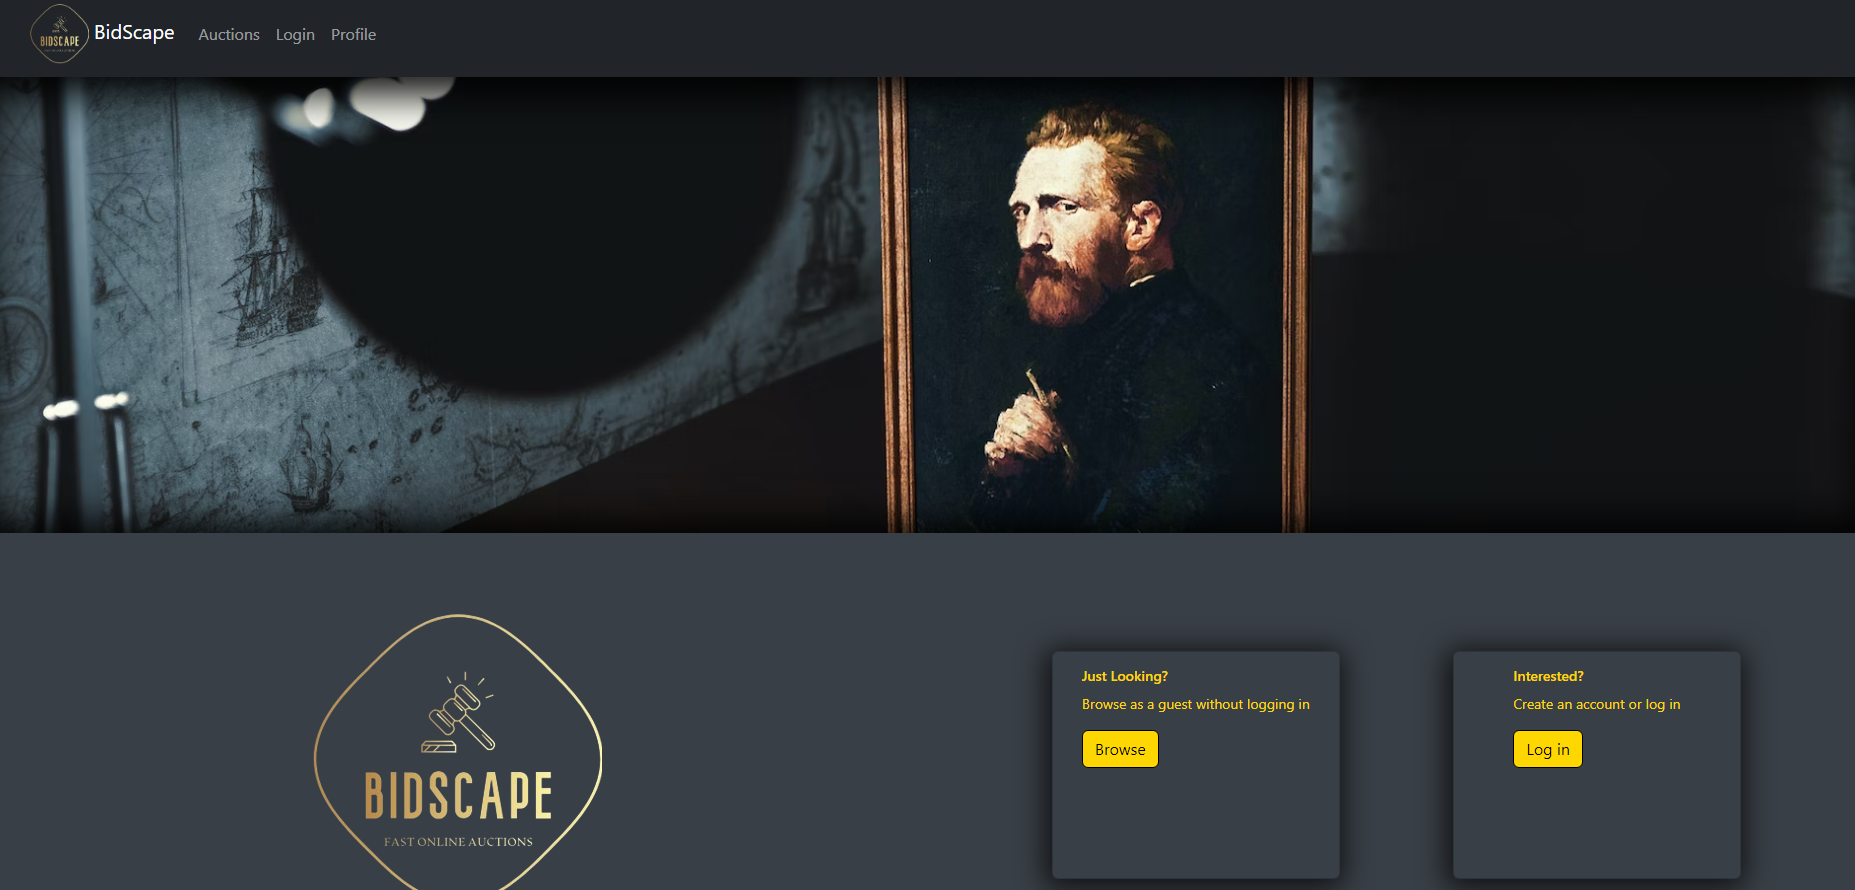 BIDSCAPE
BidScape
Auctions
Login
Profile
BIDSCAPE
FAST ONLINE AUCTIONS
Just Looking?
Browse as a guest without logging in
Browse
Interested?
Create an account or log in
Log in